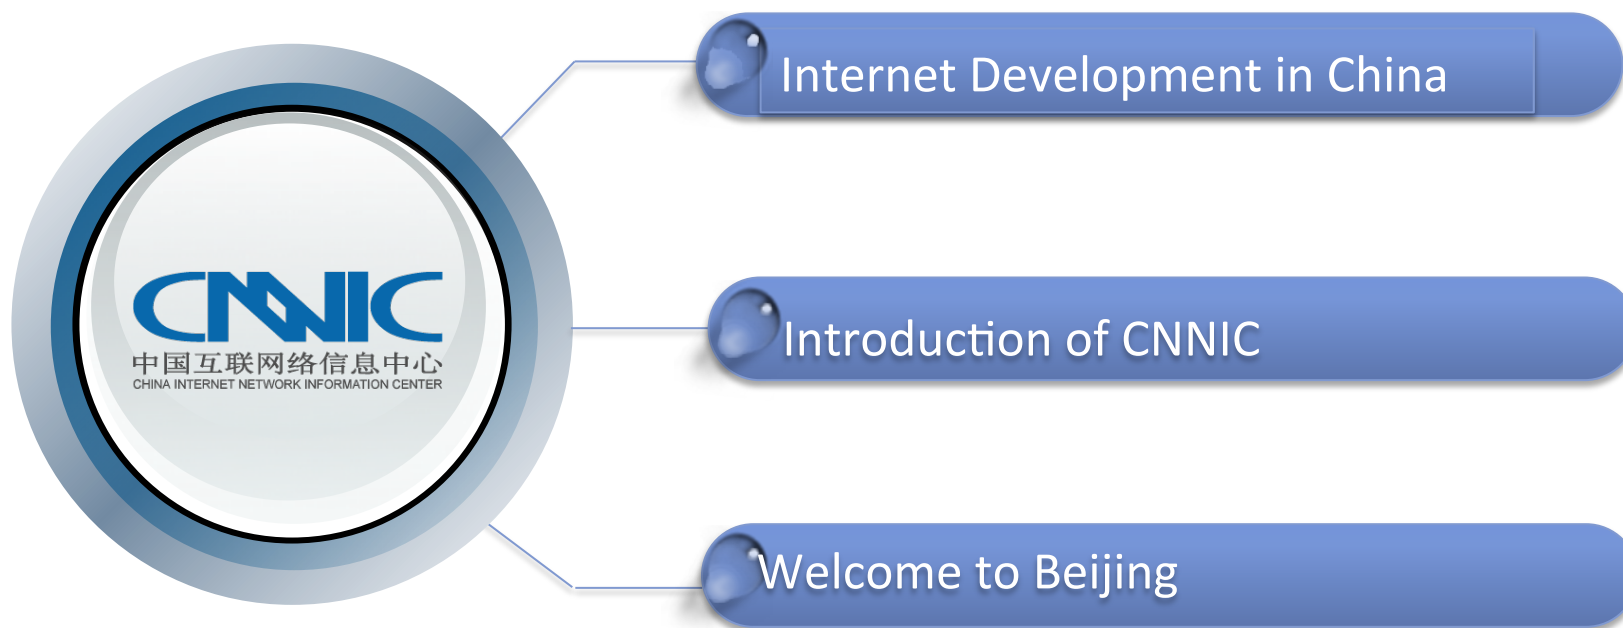 Internet Development in China
CNNIC
中国互联网络信息中心
CHINA INTERNET NETWORK INFORMATION CENTER
Introduction of CNNIC
Welcome to Beijing